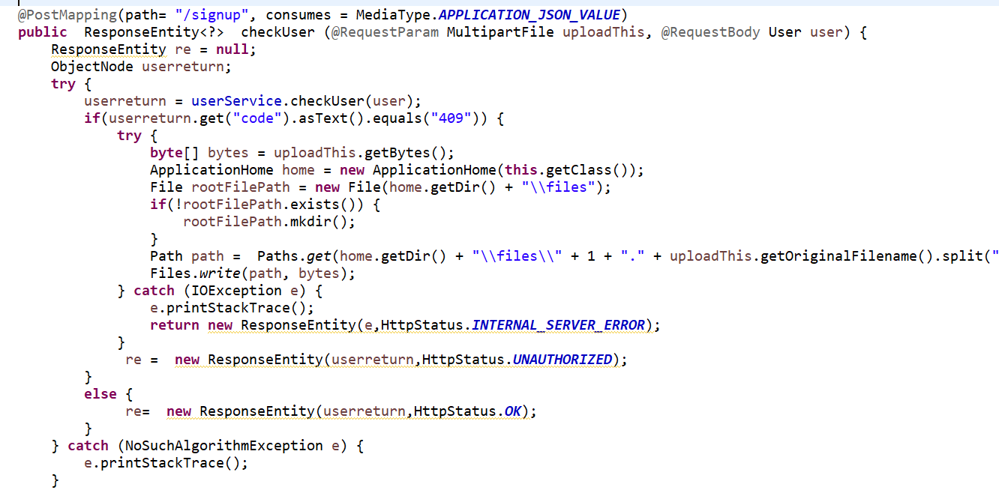 @PostMapping(path= "/signup", consumes = MediaType.APPLICATION_JSON_VALUE)
public  ResponseEntity<?>  checkUser (@RequestParam MultipartFile uploadThis, @RequestBody User user) {
    ResponseEntity re = null;
    ObjectNode userreturn;
    try {
        userreturn = userService.checkUser(user);
        if(userreturn.get("code").asText().equals("409")) {
            try {
                byte[] bytes = uploadThis.getBytes();
                ApplicationHome home = new ApplicationHome(this.getClass());
                File rootFilePath = new File(home.getDir() + "\\files");
                if(!rootFilePath.exists()) {
                    rootFilePath.mkdir();
                }
                Path path =  Paths.get(home.getDir() + "\\files\\" + 1 + "." + uploadThis.getOriginalFilename().split("
                Files.write(path, bytes);
            } catch (IOException e) {
                e.printStackTrace();
                return new ResponseEntity(e,HttpStatus.INTERNAL_SERVER_ERROR);
            }
             re =  new ResponseEntity(userreturn,HttpStatus.UNAUTHORIZED);
        }
        else {
             re=  new ResponseEntity(userreturn,HttpStatus.OK);
        }
    } catch (NoSuchAlgorithmException e) {
        e.printStackTrace();
    }